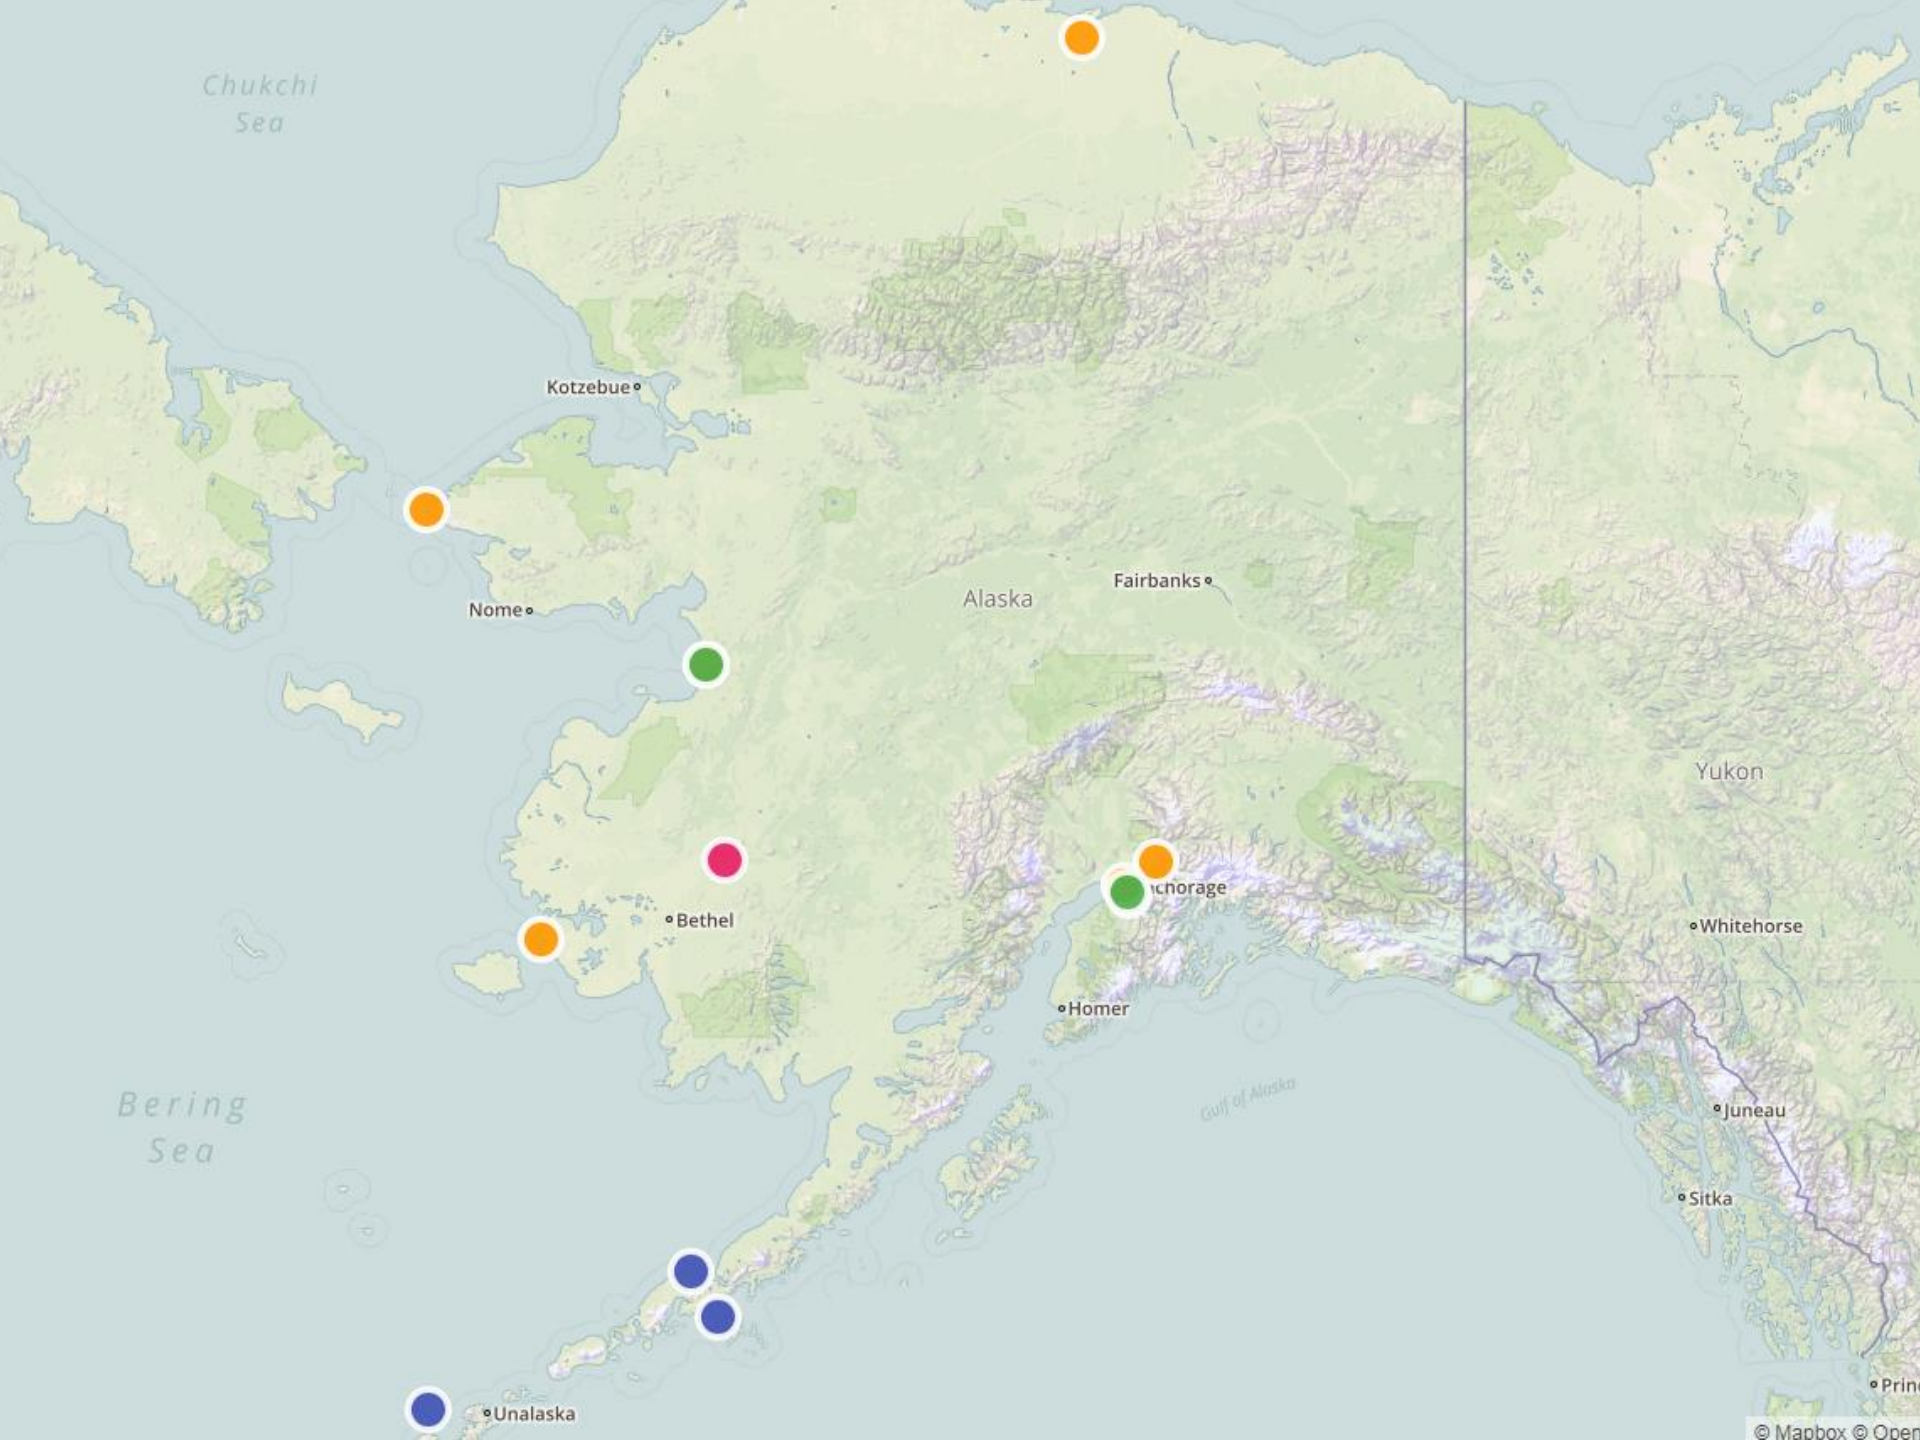 Chukchi
Sea
Kotzebue
Nome
Fairbanks
Alaska
Yukon
chorage
Bethel
Whitehorse
Homer
Bering
Sea
Gulf of Alaska
Juneau
Sitka
Prin
Unalaska
© Mapbox © Open